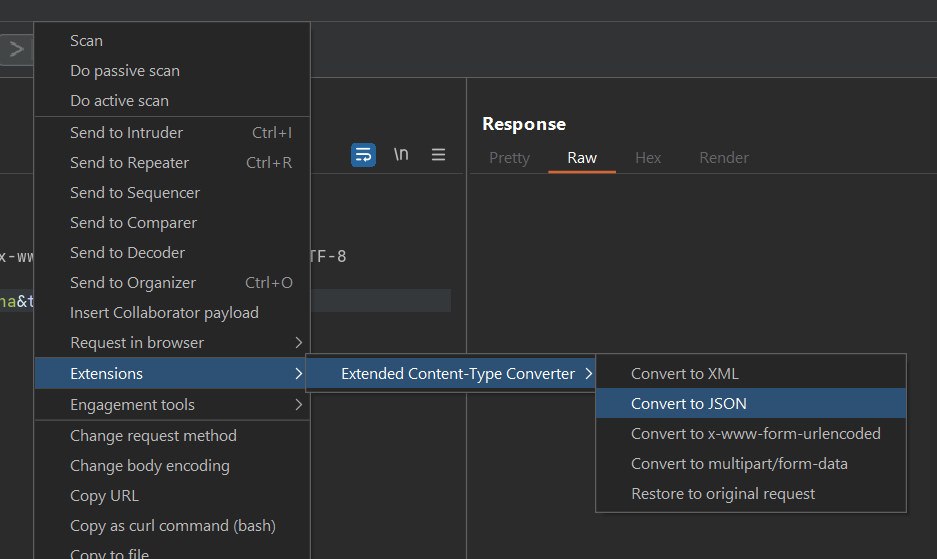 Scan
Do passive scan
Do active scan
Send to Intruder Ctrl+I
Send to Repeater Ctrl+R
Send to Sequencer
Send to Comparer
Send to Decoder
Send to Organizer Ctrl+O
Insert Collaborator payload
Request in browser
Extensions
Engagement tools
Change request method
Change body encoding
Copy URL
Copy as curl command (bash)
Copy to file
\n
x-ww
TF-8
na&t
Extended Content-Type Converter
Convert to XML
Convert to JSON
Convert to x-www-form-urlencoded
Convert to multipart/form-data
Restore to original request
Response
Pretty Raw Hex Render